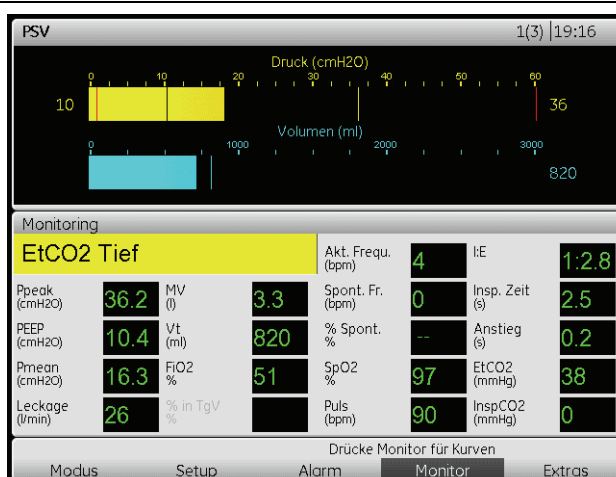 PSV 1(3) 19:16
Druck (cmH2O)
0 10 20 30 40 50 60
10 36
Volumen (ml)
0 1000 2000 3000
820
Monitoring
EtCO2 Tief
Akt. Frequ. (bpm) 4 I:E 1:2.8
Ppeak (cmH2O) 36.2 MV (l) 3.3 Spont. Fr. (bpm) 0 Insp. Zeit (s) 2.5
PEEP (cmH2O) 10.4 Vt (ml) 820 % Spont. % -- Anstieg (s) 0.2
Pmean (cmH2O) 16.3 FiO2 % 51 SpO2 % 97 EtCO2 (mmHg) 38
Leckage (l/min) 26 % in TgV % Puls (bpm) 90 InspCO2 (mmHg) 0
Drücke Monitor für Kurven
Modus Setup Alarm Monitor Extras